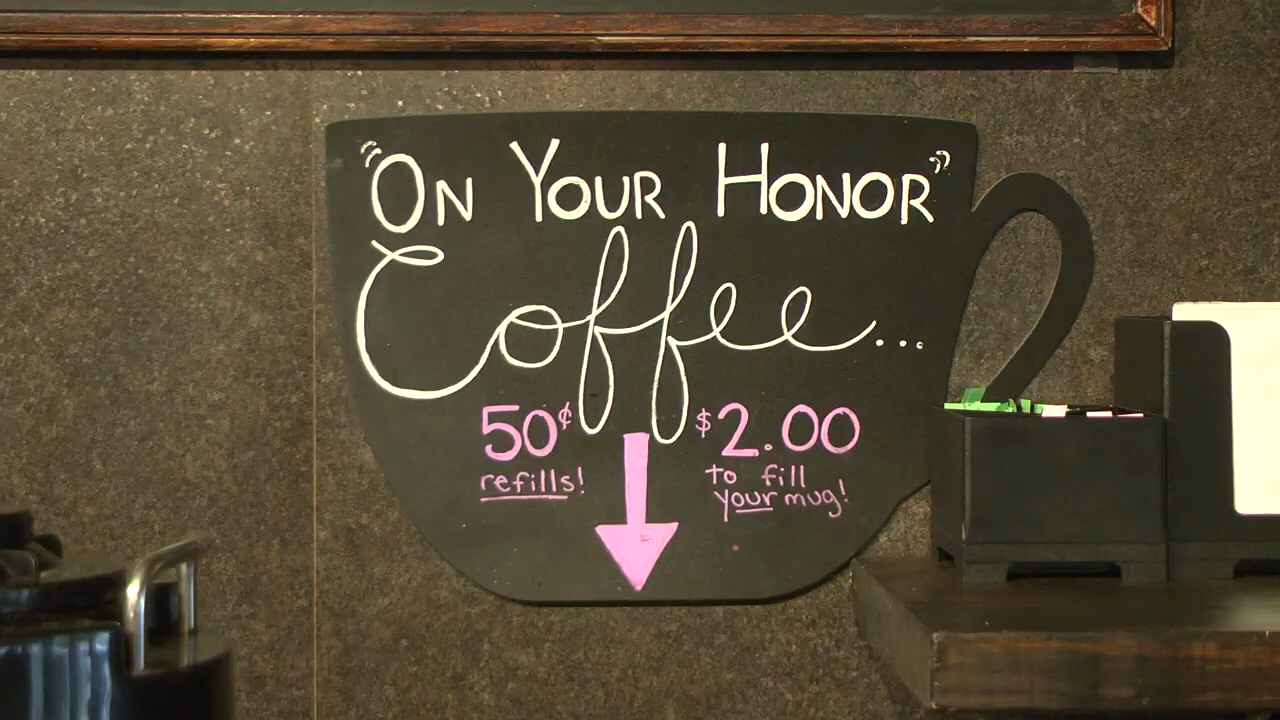 "On Your Honor"
Coffee...
50¢ $2.00
refills! to fill
your mug!